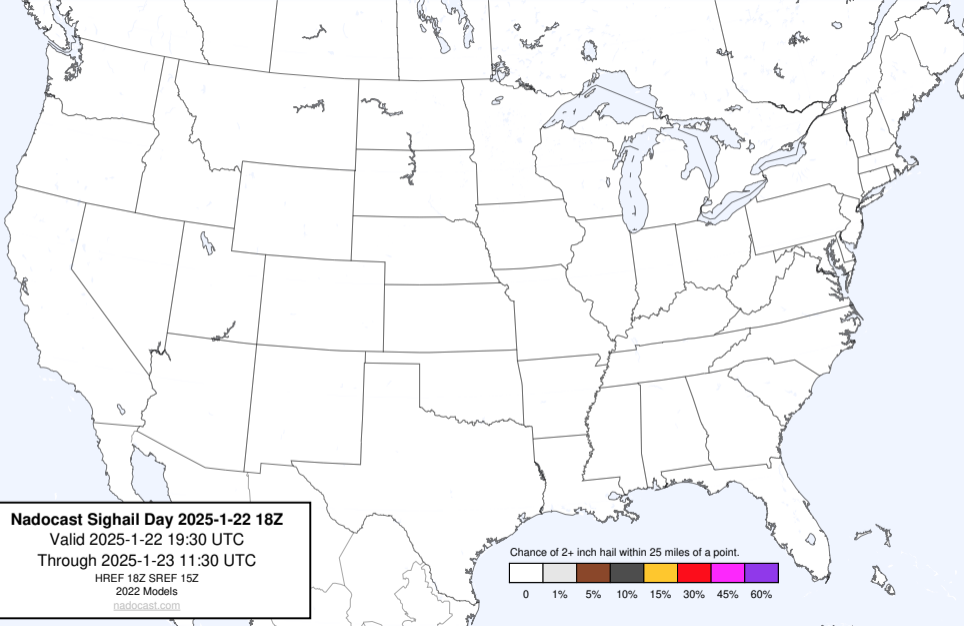 Nadocast Sighail Day 2025-1-22 18Z
Valid 2025-1-22 19:30 UTC
Through 2025-1-23 11:30 UTC
HREF 18Z SREF 15Z
2022 Models
nadocast.com
Chance of 2+ inch hail within 25 miles of a point.
0 1% 5% 10% 15% 30% 45% 60%